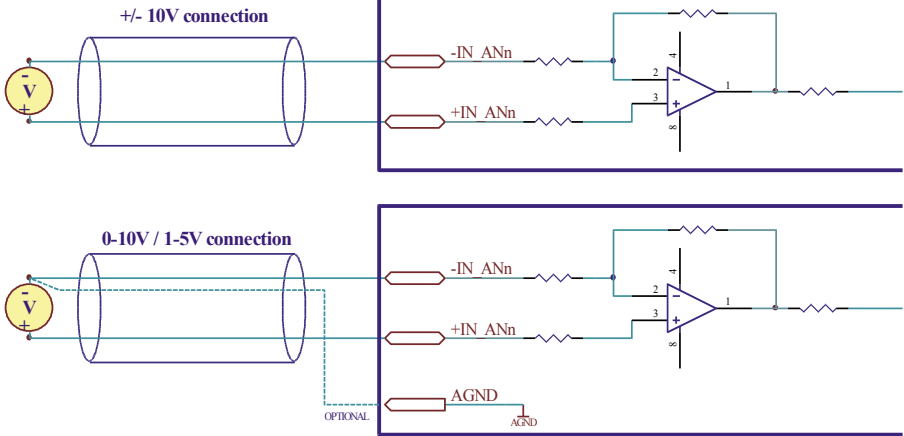 +/- 10V connection
-IN_ANn
+IN_ANn
-
V
+
2
3
4
8
1
-
+
0-10V / 1-5V connection
-IN_ANn
+IN_ANn
-
V
+
2
3
4
8
1
-
+
AGND
OPTIONAL
AGND